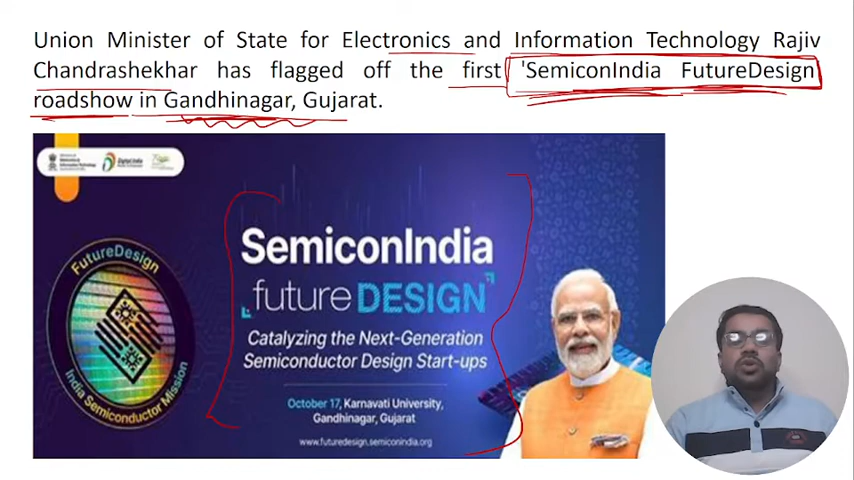 Union Minister of State for Electronics and Information Technology Rajiv
Chandrashekhar has flagged off the first 'SemiconIndia FutureDesign
roadshow in Gandhinagar, Gujarat.
Digital India
FutureDesign
India Semiconductor Mission
SemiconIndia
future DESIGN
Catalyzing the Next-Generation
Semiconductor Design Start-ups
October 17, Karnavati University,
Gandhinagar, Gujarat
www.futuredesign.semiconindia.org